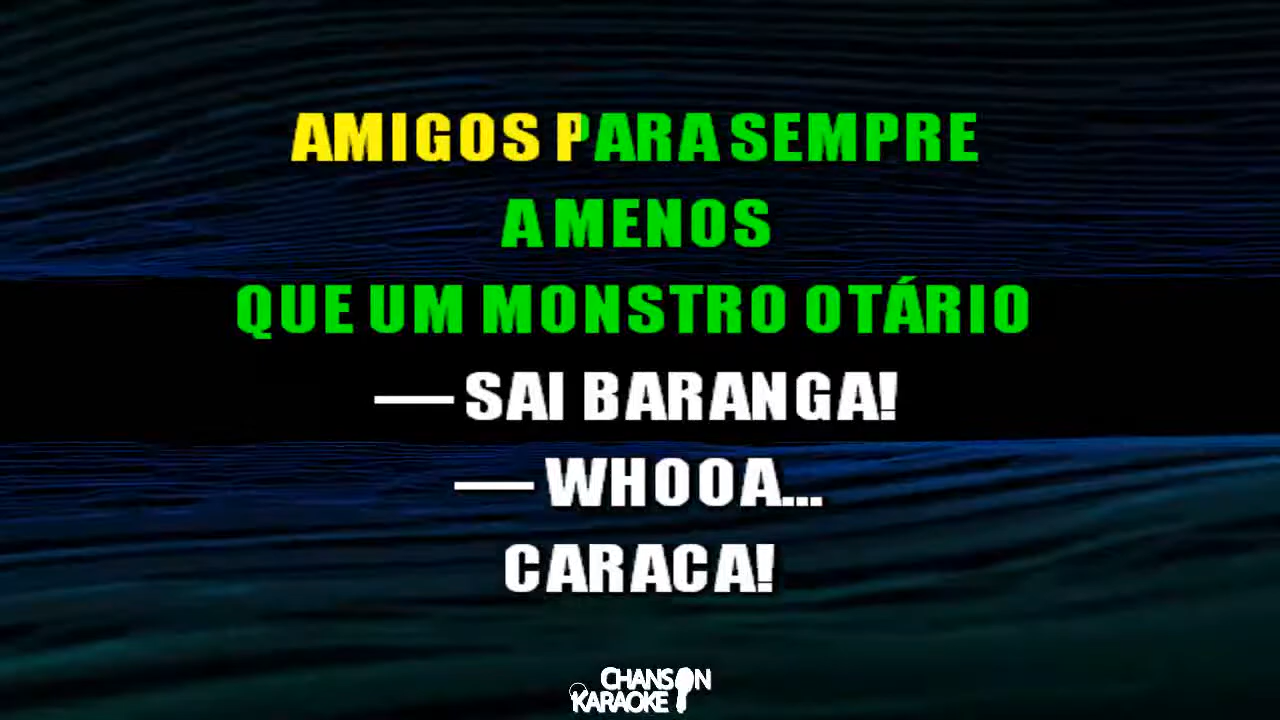 AMIGOS PARA SEMPRE
A MENOS
QUE UM MONSTRO OTÁRIO
— SAI BARANGA!
— WHOOA...
CARACA!
CHANSON
KARAOKE